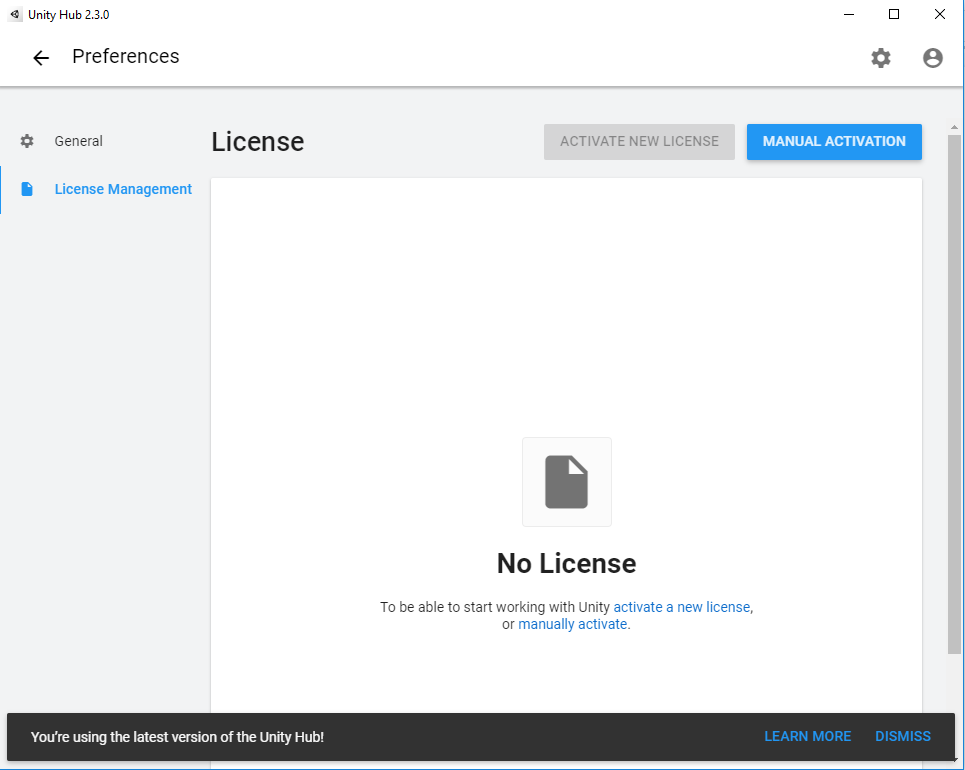 Unity Hub 2.3.0
Preferences
General
License Management
License
ACTIVATE NEW LICENSE
MANUAL ACTIVATION
No License
To be able to start working with Unity activate a new license,
or manually activate.
You're using the latest version of the Unity Hub!
LEARN MORE
DISMISS